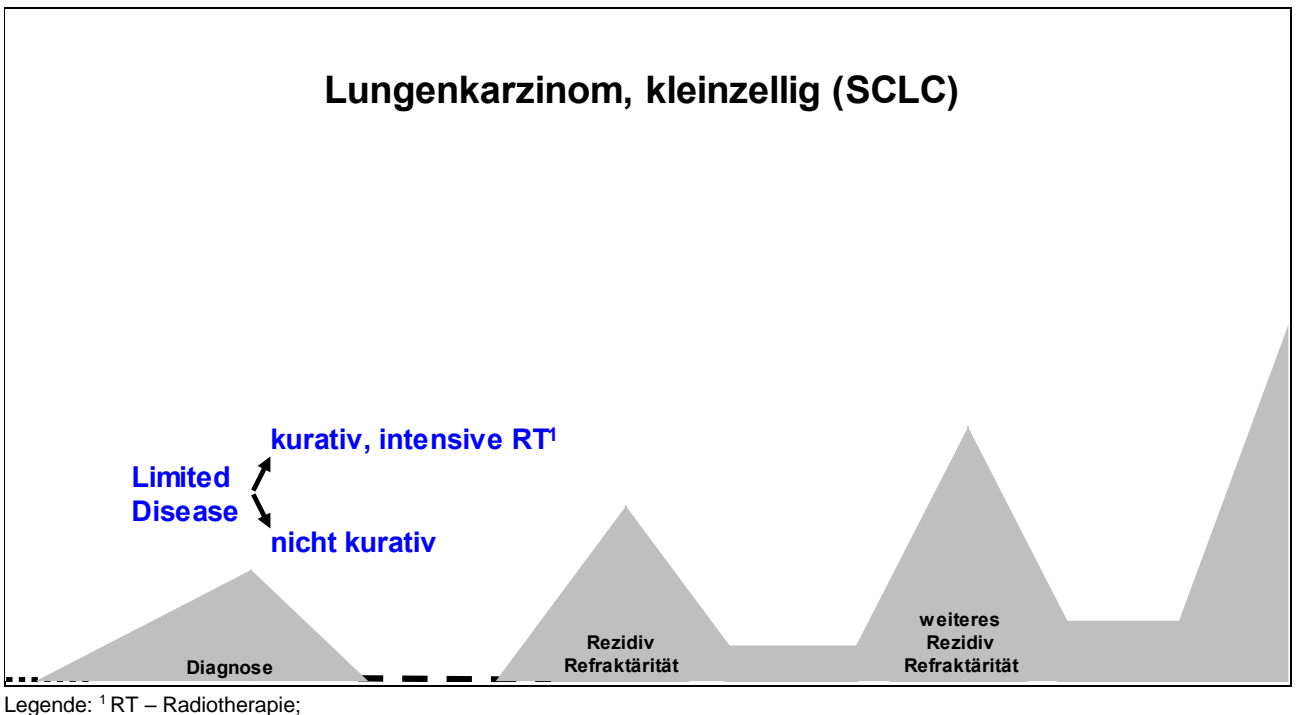 Lungenkarzinom, kleinzellig (SCLC)
kurativ, intensive RT¹
Limited
Disease
nicht kurativ
Diagnose
Rezidiv
Refraktärität
weiteres
Rezidiv
Refraktärität
Legende: ¹ RT – Radiotherapie;